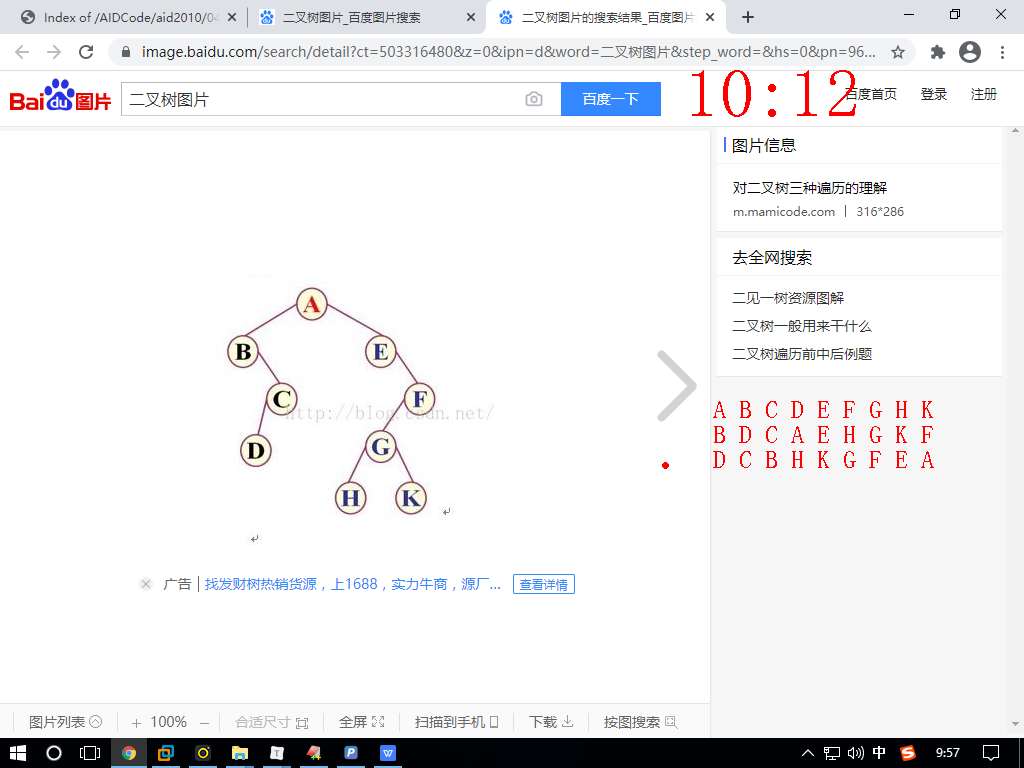 Index of /AIDCode/aid2010/04
二叉树图片_百度图片搜索
二叉树图片的搜索结果_百度图片
image.baidu.com/search/detail?ct=503316480&z=0&ipn=d&word=二叉树图片&step_word=&hs=0&pn=96...
Bai du 图片
二叉树图片
百度一下
10:12
百度首页 登录 注册
图片信息
对二叉树三种遍历的理解
m.mamicode.com | 316*286
去全网搜索
二见一树资源图解
二叉树一般用来干什么
二叉树遍历前中后例题
A
B E
C F
http://blog.csdn.net/
D G
H K
A B C D E F G H K
B D C A E H G K F
D C B H K G F E A
广告 | 找发财树热销货源，上1688，实力牛商，源厂... 查看详情
图片列表 + 100% − 合适尺寸 全屏 扫描到手机 下载 按图搜索
中 9:57